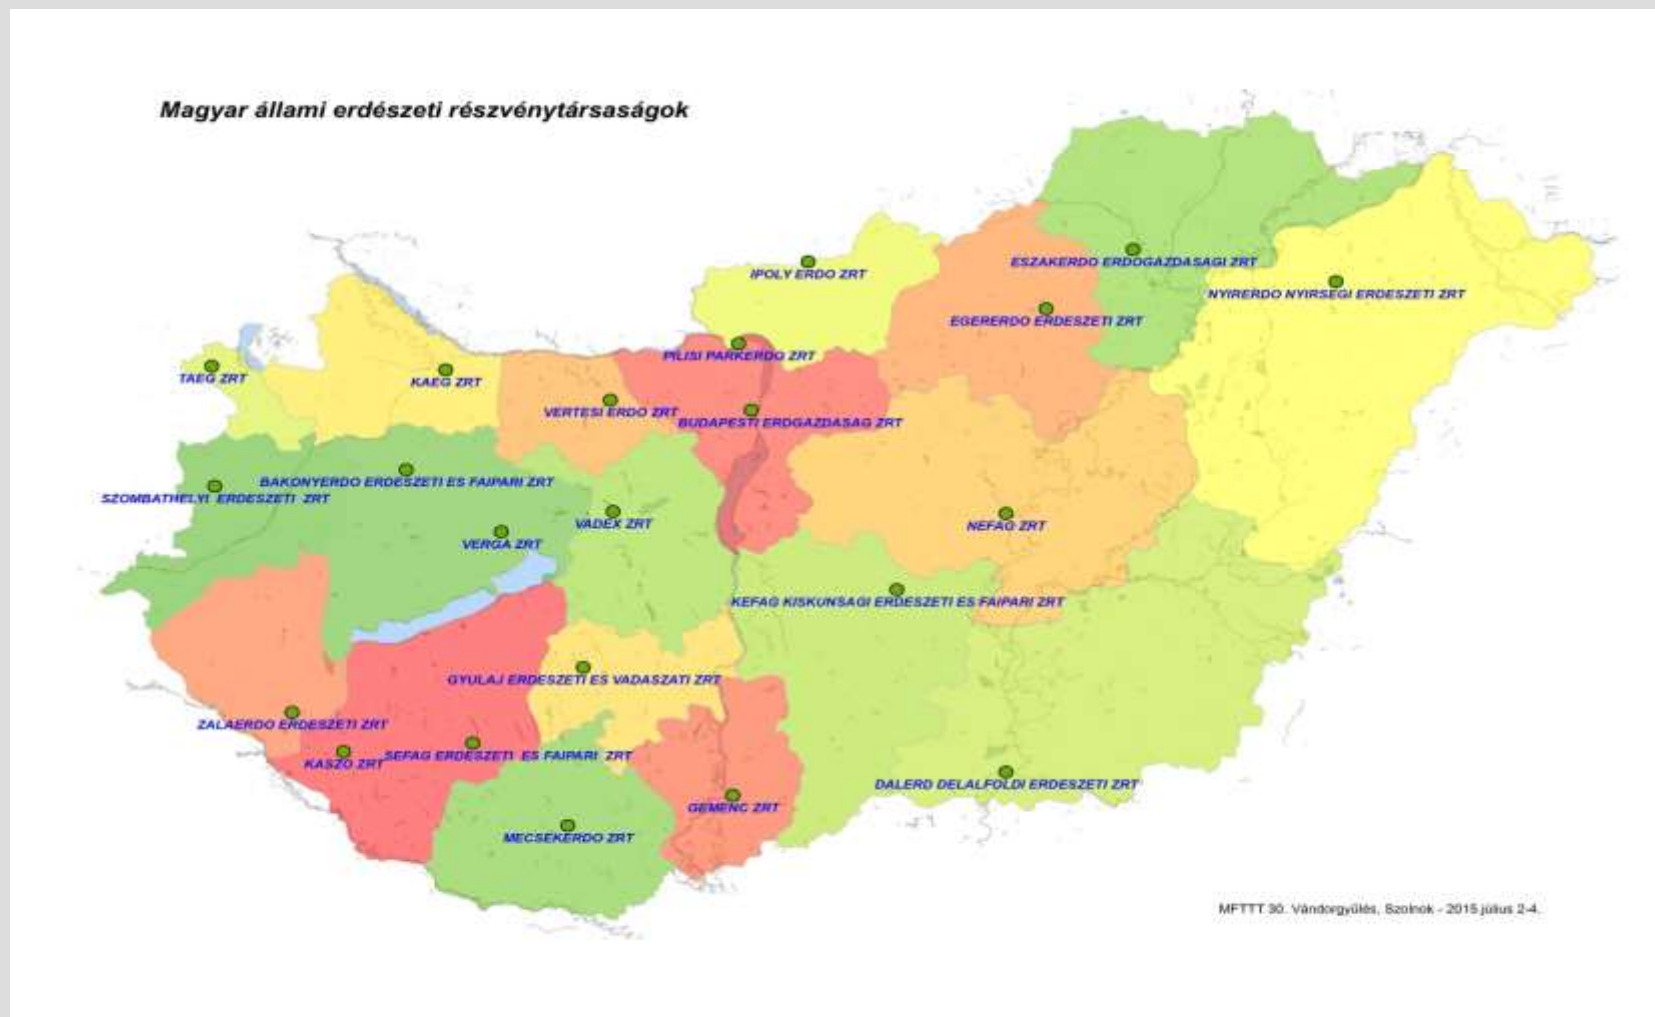 Magyar állami erdészeti részvénytársaságok
ESZAKERDO ERDOGAZDASAGI ZRT
IPOLY ERDO ZRT
NYIRERDO NYIRSEGI ERDESZETI ZRT
EGERERDO ERDESZETI ZRT
PILISI PARKERDO ZRT
TAEG ZRT
KAEG ZRT
VERTESI ERDO ZRT
BUDAPESTI ERDGAZDASAG ZRT
BAKONYERDO ERDESZETI ES FAIPARI ZRT
SZOMBATHELYI ERDESZETI ZRT
VADEX ZRT
NEFAG ZRT
VERGA ZRT
KEFAG KISKUNSAGI ERDESZETI ES FAIPARI ZRT
GYULAJ ERDESZETI ES VADASZATI ZRT
ZALAERDO ERDESZETI ZRT
SEFAG ERDESZETI ES FAIPARI ZRT
KASZO ZRT
DALERD DELALFOLDI ERDESZETI ZRT
GEMENC ZRT
MECSEKERDO ZRT
MFTTT 30. Vándorgyűlés, Szolnok - 2015 július 2-4.